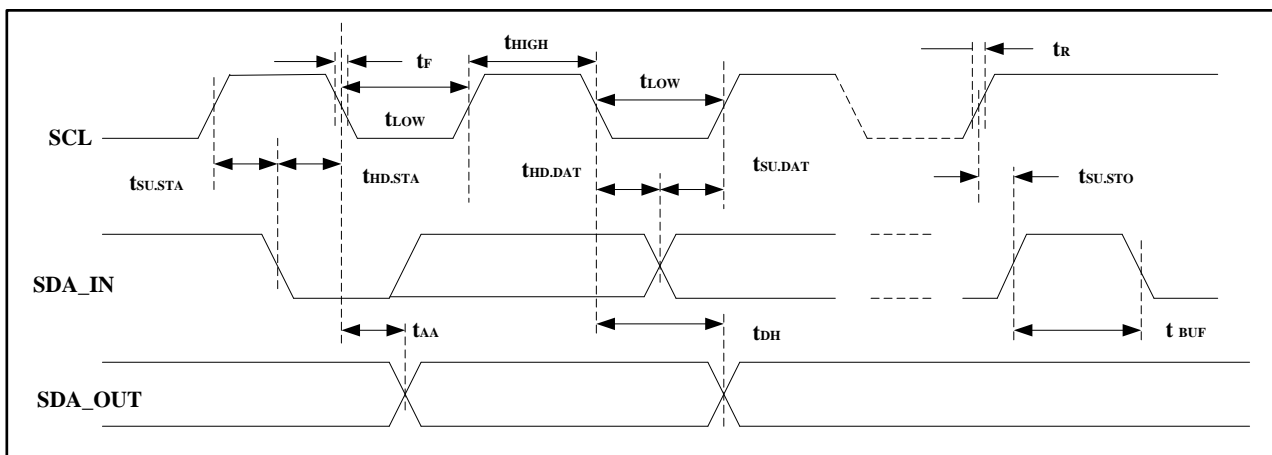 tHIGH
tF
tR
tLOW
tLOW
SCL
tSU.STA
tHD.STA
tHD.DAT
tSU.DAT
tSU.STO
SDA_IN
tAA
tDH
t BUF
SDA_OUT